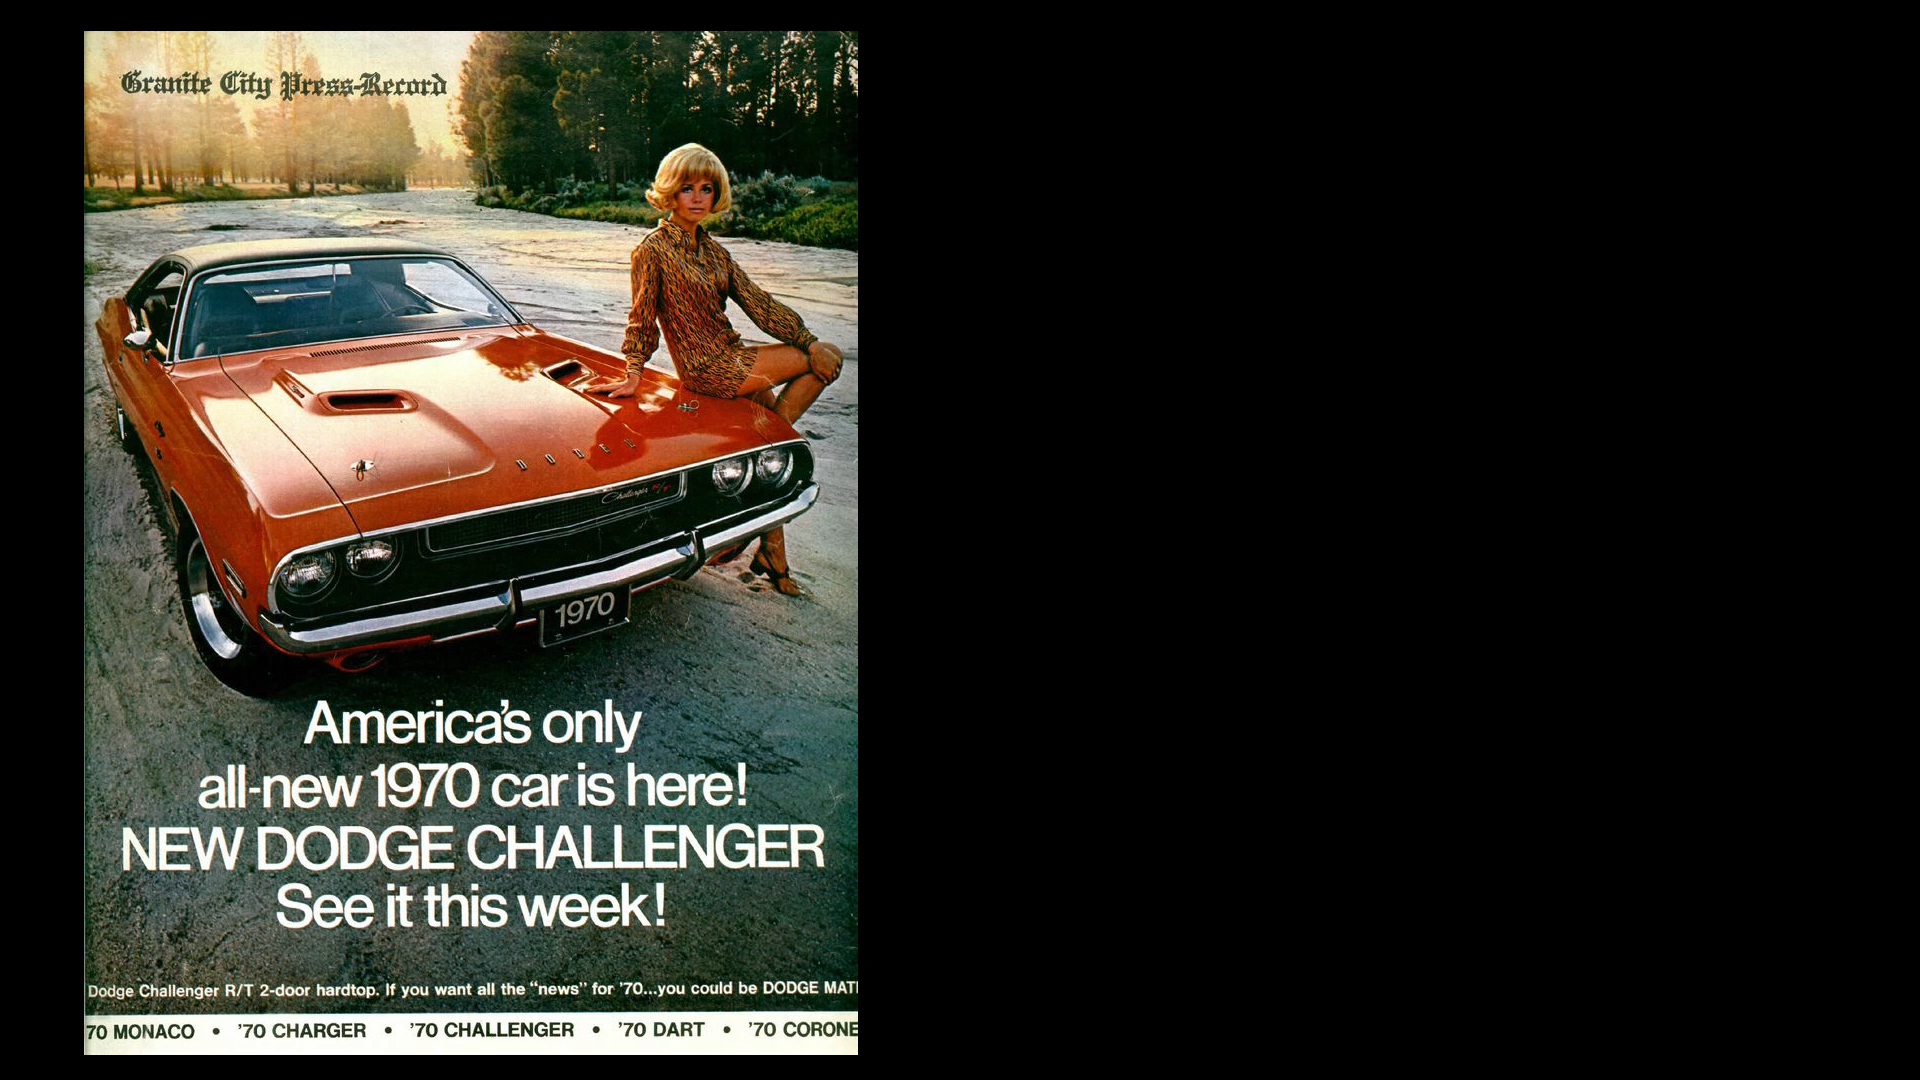 Granite City Press-Record
DODGE
Challenger R/T
1970
America's only
all-new 1970 car is here!
NEW DODGE CHALLENGER
See it this week!
Dodge Challenger R/T 2-door hardtop. If you want all the “news” for '70...you could be DODGE MAT
70 MONACO • '70 CHARGER • '70 CHALLENGER • '70 DART • '70 CORONE